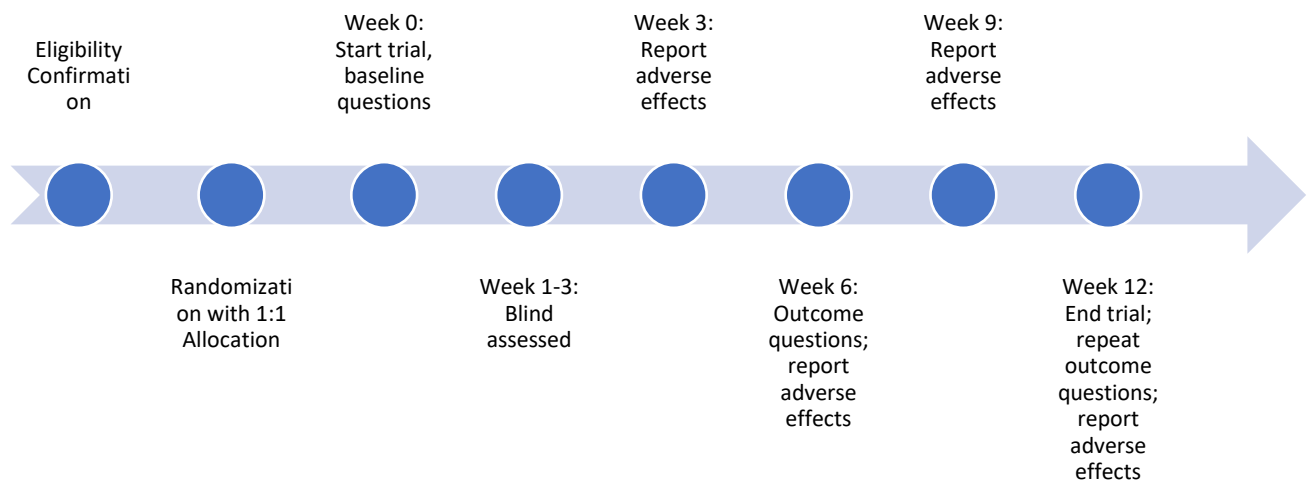 Eligibility
Confirmati
on
Randomizati
on with 1:1
Allocation
Week 0:
Start trial,
baseline
questions
Week 1-3:
Blind
assessed
Week 3:
Report
adverse
effects
Week 6:
Outcome
questions;
report
adverse
effects
Week 9:
Report
adverse
effects
Week 12:
End trial;
repeat
outcome
questions;
report
adverse
effects